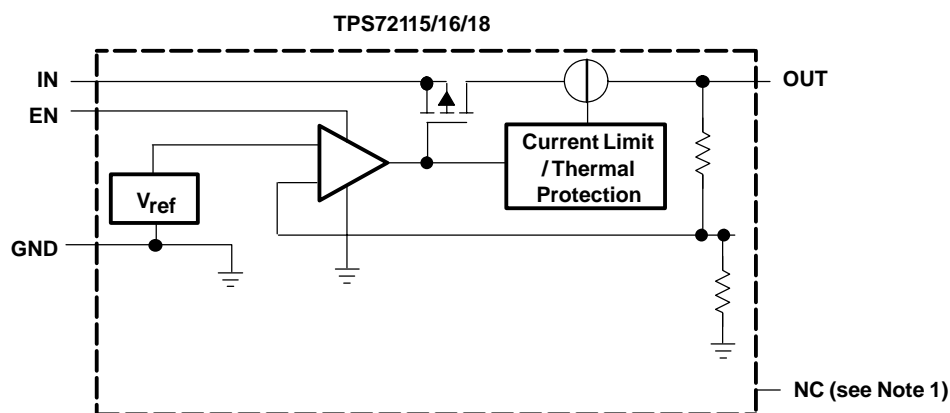 TPS72115/16/18
IN
OUT
EN
Current Limit
/ Thermal
Protection
Vref
GND
NC (see Note 1)